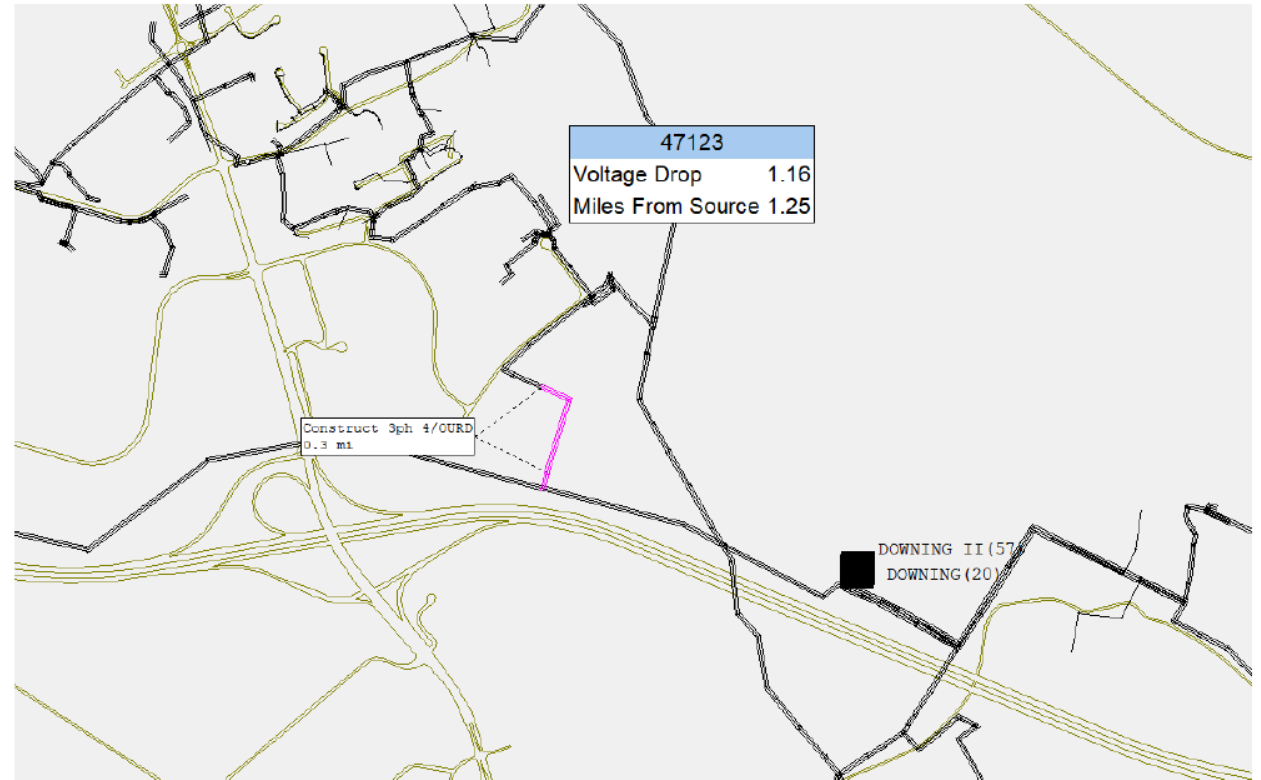 47123
Voltage Drop 1.16
Miles From Source 1.25
Construct 3ph 4/0URD
0.3 mi
DOWNING II(57)
DOWNING(20)